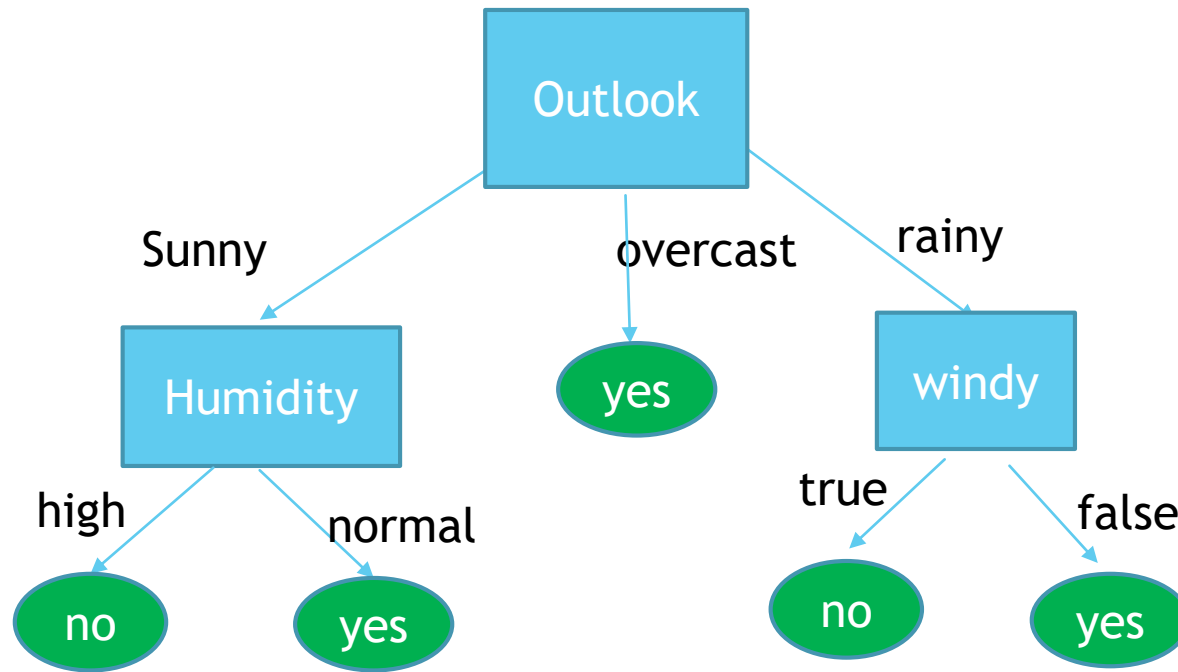 Outlook
Sunny
overcast
rainy
Humidity
yes
windy
high
normal
true
false
no
yes
no
yes